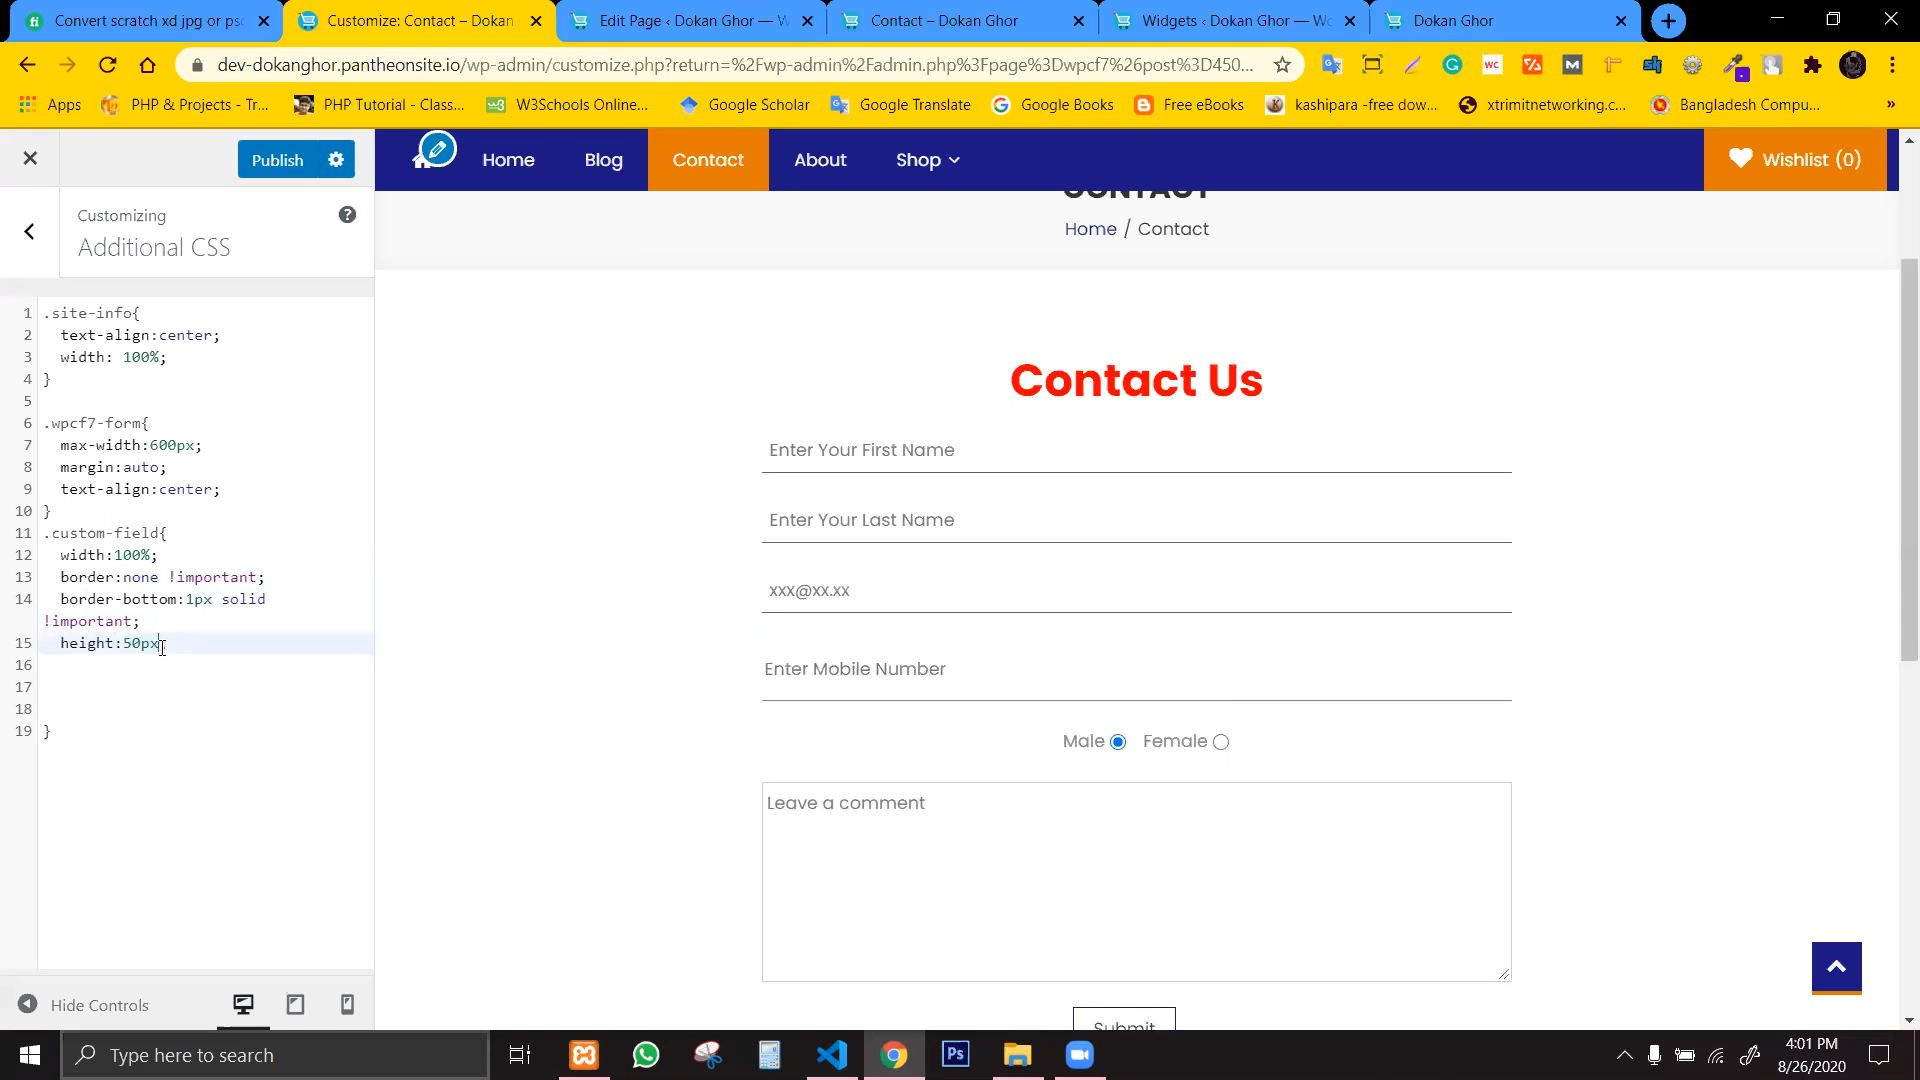 Convert scratch xd jpg or psd
Customize: Contact – Dokan
Edit Page ‹ Dokan Ghor — W
Contact – Dokan Ghor
Widgets ‹ Dokan Ghor — Wo
Dokan Ghor
dev-dokanghor.pantheonsite.io/wp-admin/customize.php?return=%2Fwp-admin%2Fadmin.php%3Fpage%3Dwpcf7%26post%3D450...
Apps
PHP & Projects - Tr...
PHP Tutorial - Class...
W3Schools Online...
Google Scholar
Google Translate
Google Books
Free eBooks
kashipara -free dow...
xtrimitnetworking.c...
Bangladesh Compu...
»
Publish
Customizing
Additional CSS
Home
Blog
Contact
About
Shop
Wishlist (0)
CONTACT
Home / Contact
1 .site-info{
2 text-align:center;
3 width: 100%;
4 }
5
6 .wpcf7-form{
7 max-width:600px;
8 margin:auto;
9 text-align:center;
10 }
11 .custom-field{
12 width:100%;
13 border:none !important;
14 border-bottom:1px solid
!important;
15 height:50px;
16
17
18
19 }
Contact Us
Enter Your First Name
Enter Your Last Name
xxx@xx.xx
Enter Mobile Number
Male Female
Leave a comment
Submit
Hide Controls
Type here to search
Ps
4:01 PM
8/26/2020